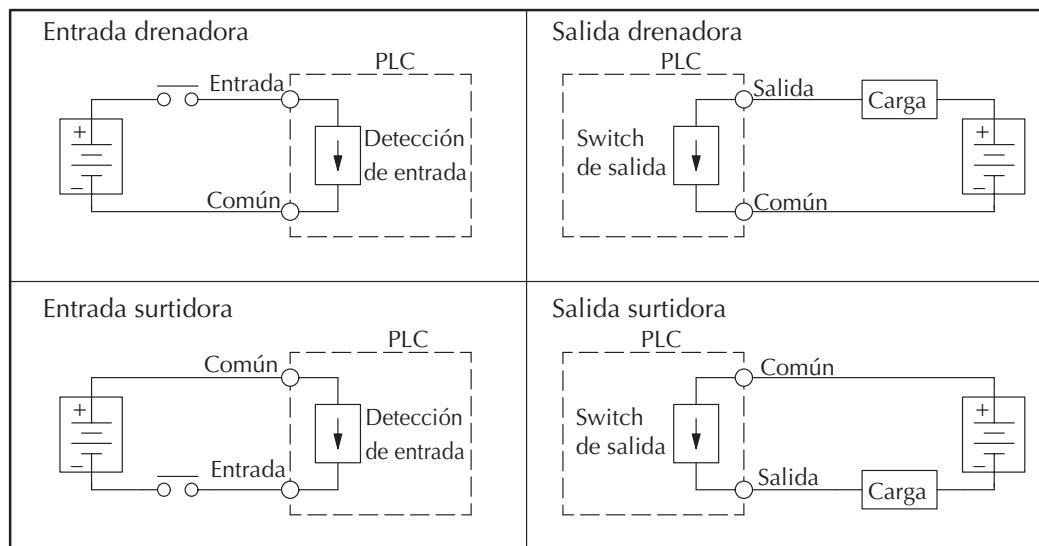 Entrada drenadora
PLC
Entrada
+
Detección
de entrada
−
Común
Salida drenadora
PLC
Salida
Carga
+
Switch
de salida
−
Común
Entrada surtidora
PLC
Común
+
Detección
de entrada
−
Entrada
Salida surtidora
PLC
Común
+
Switch
de salida
−
Salida
Carga